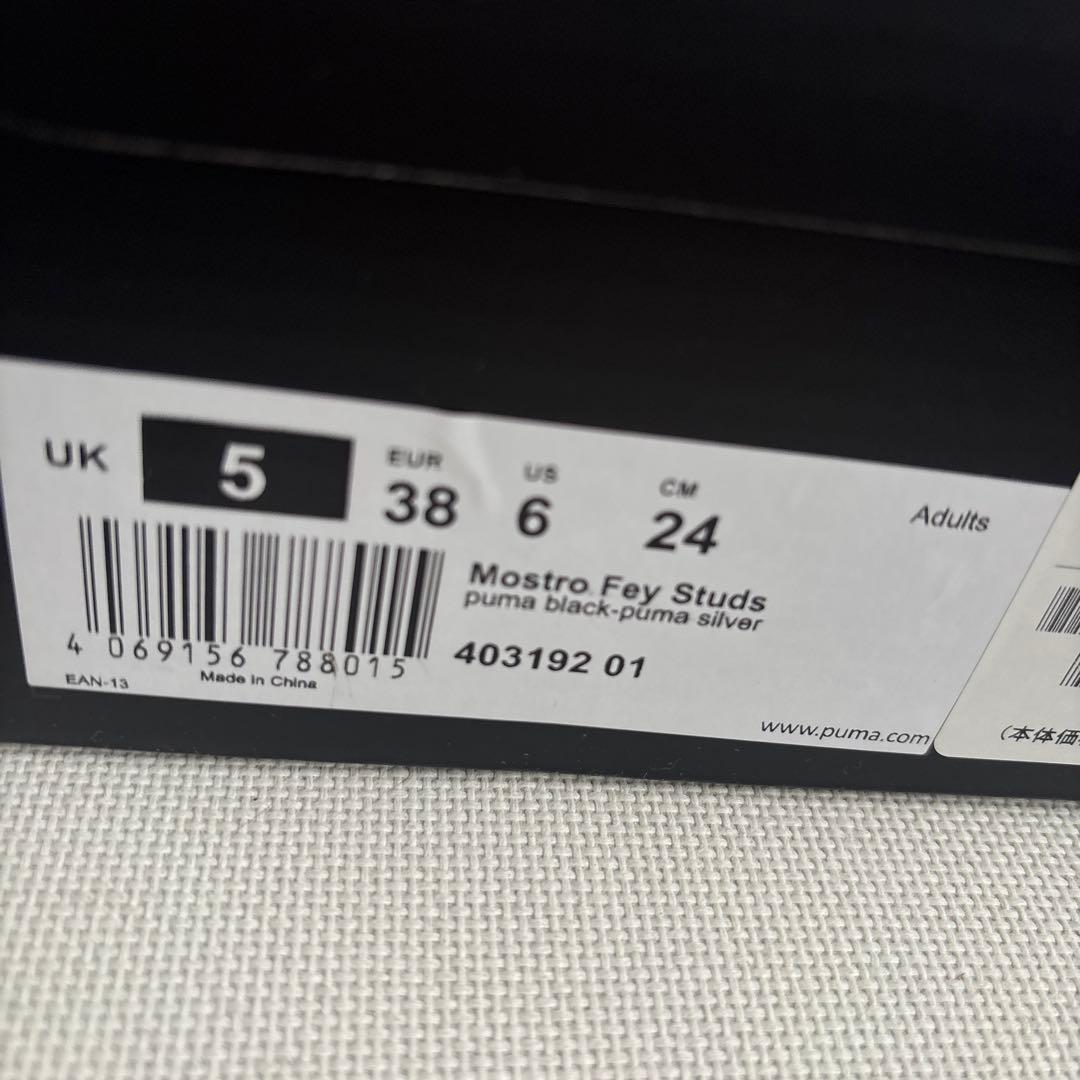 UK 5 EUR 38 US 6 CM 24 Adults
Mostro Fey Studs
puma black-puma silver
403192 01
4 069156 788015
EAN-13 Made in China
www.puma.com
(本体価